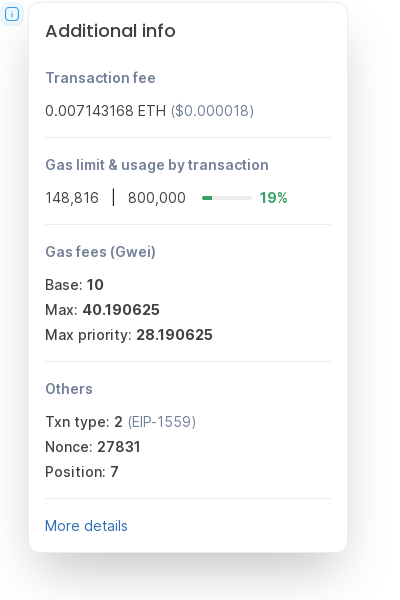 Additional info
Transaction fee
0.007143168 ETH ($0.000018)
Gas limit & usage by transaction
148,816 | 800,000 19%
Gas fees (Gwei)
Base: 10
Max: 40.190625
Max priority: 28.190625
Others
Txn type: 2 (EIP-1559)
Nonce: 27831
Position: 7
More details